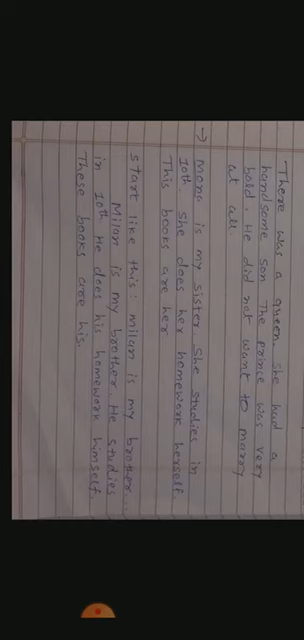 There was a queen. She had a
handsome son The prince was very
bold. He did not want to marry
at all.
→ Mona is my sister she studies in
10th. She does her homework herself.
This books are her
start like this: milan is my brother...
Milan is my brother. He studies
in 10th He does his homework himself.
These books are his.